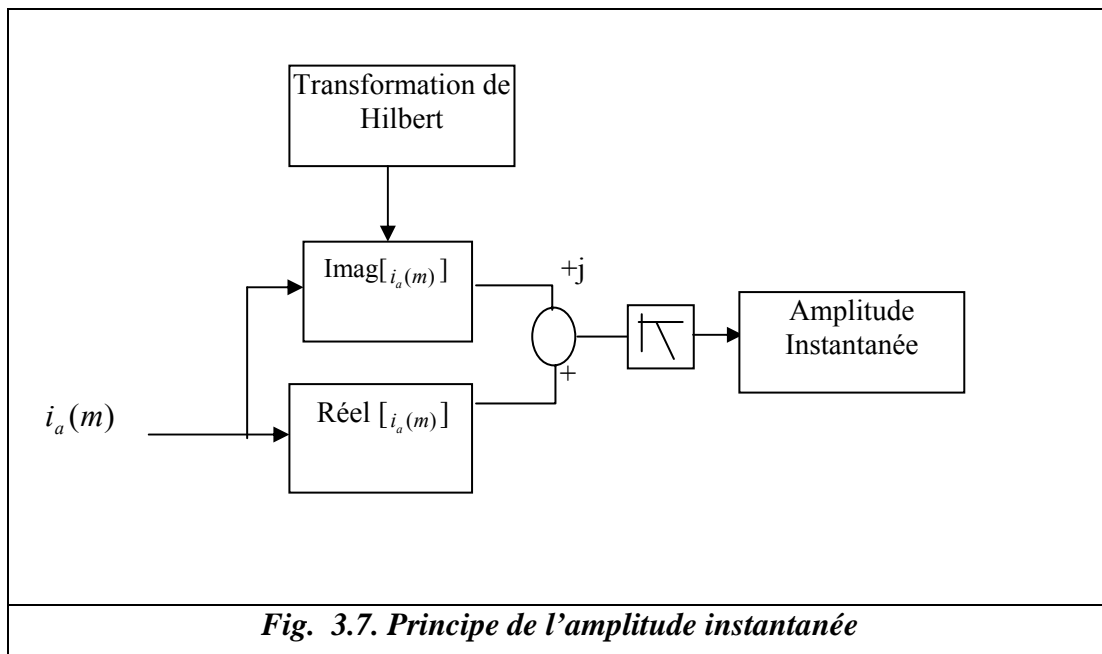 Transformation de
Hilbert
Imag[i_a(m)]
+j
Amplitude
Instantanée
+
Réel [i_a(m)]
i_a(m)
Fig. 3.7. Principe de l'amplitude instantanée